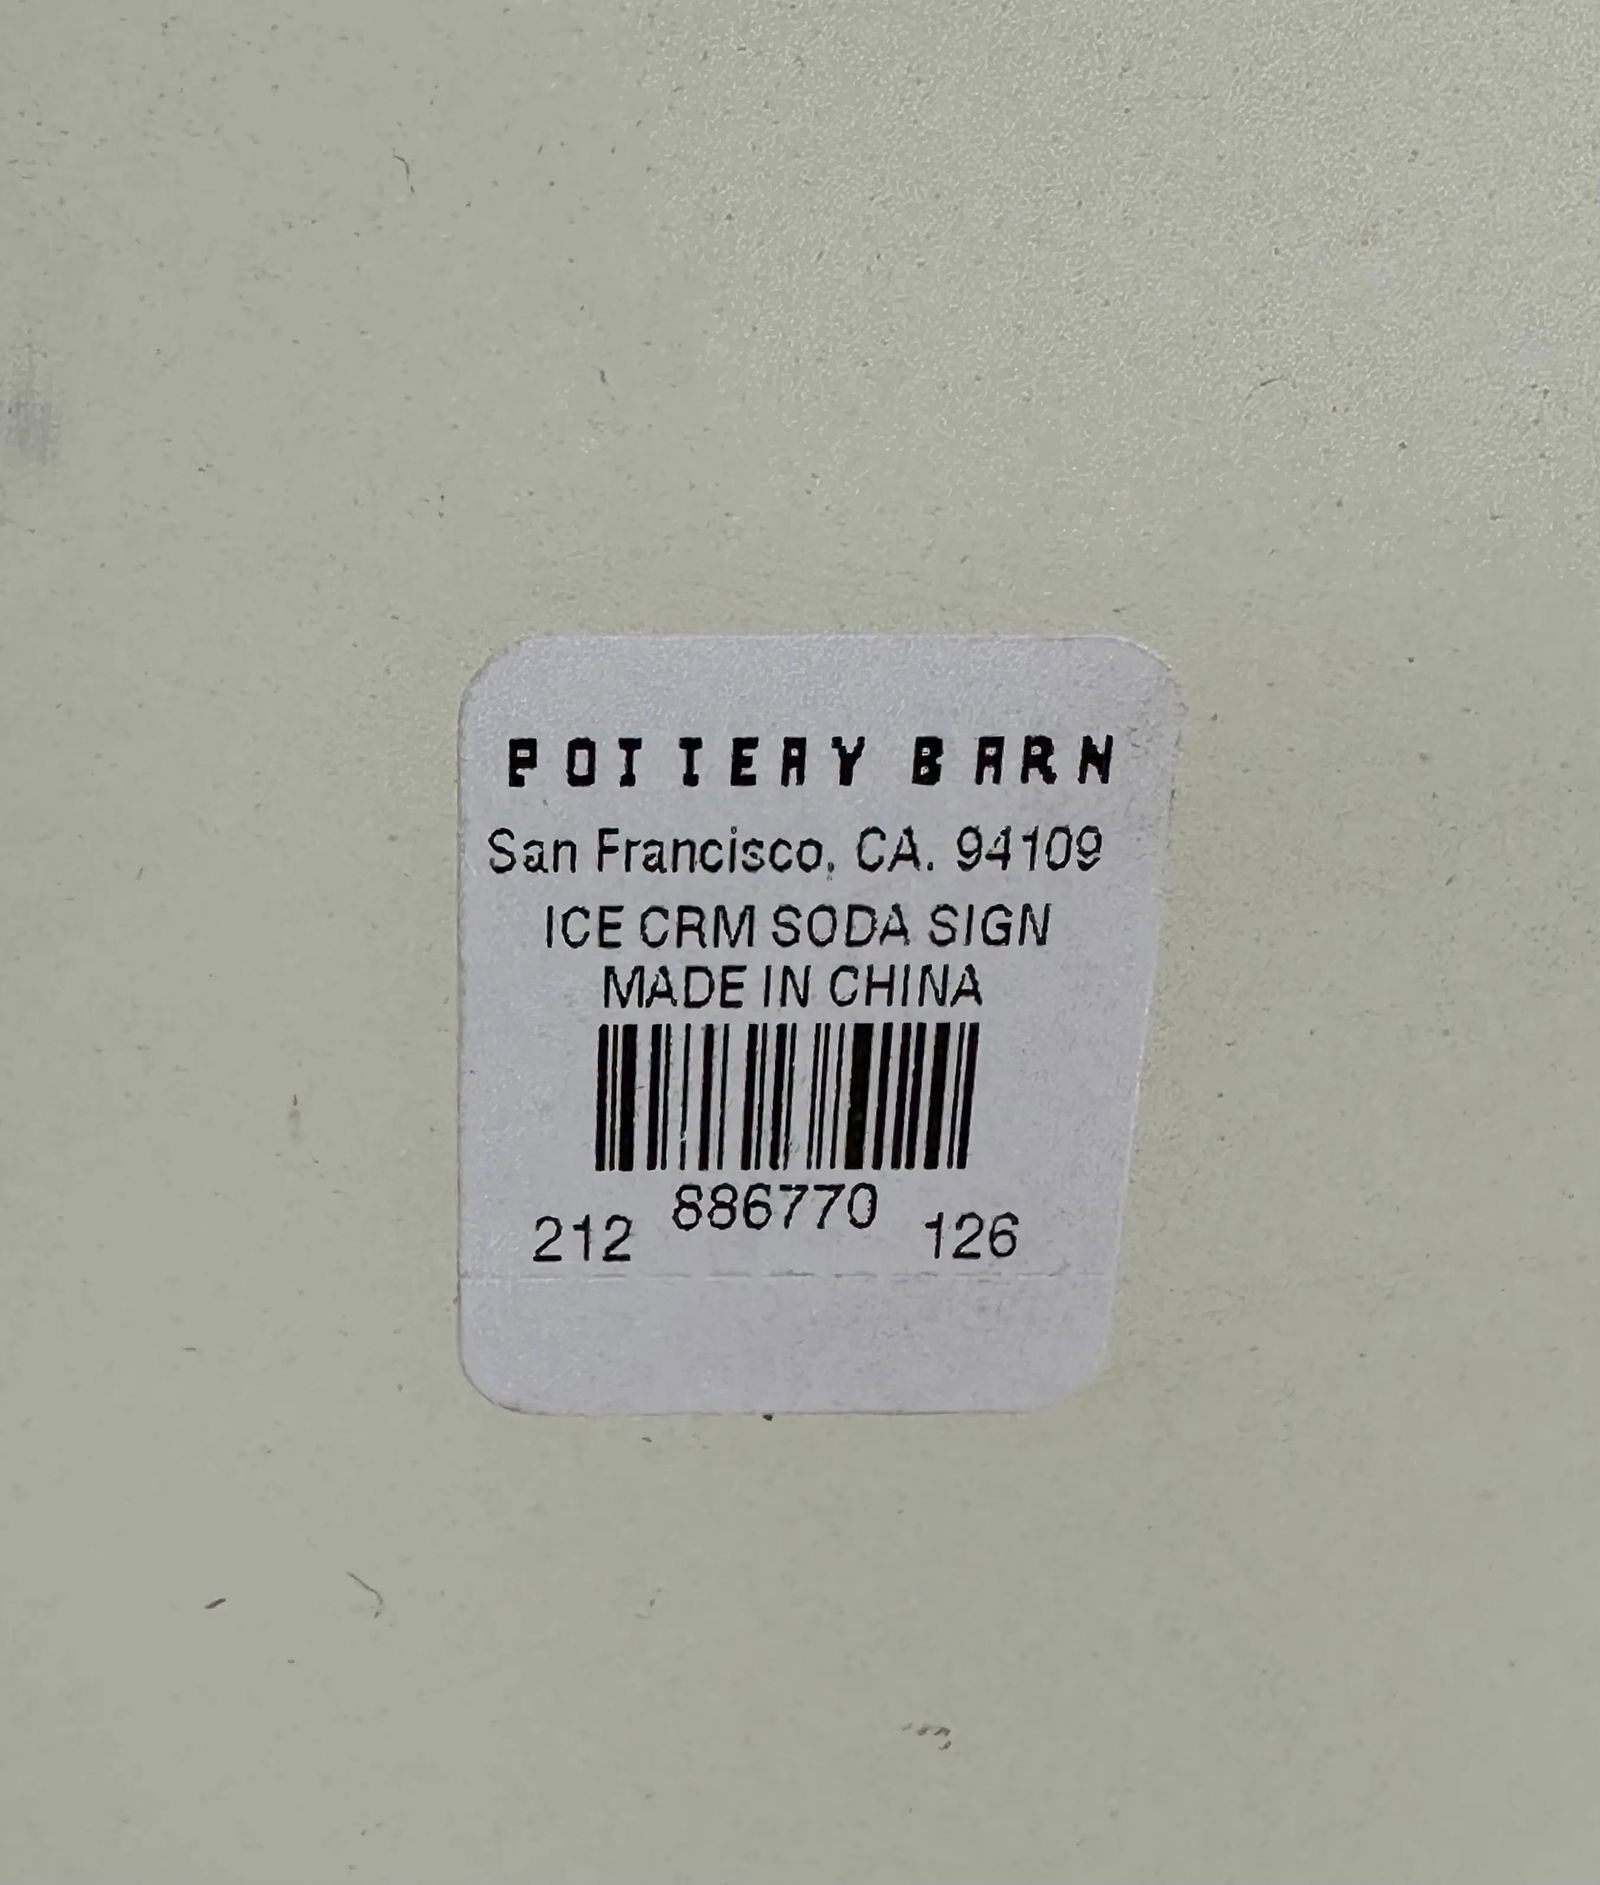 POTTERY BARN
San Francisco, CA. 94109
ICE CRM SODA SIGN
MADE IN CHINA
886770
212 126